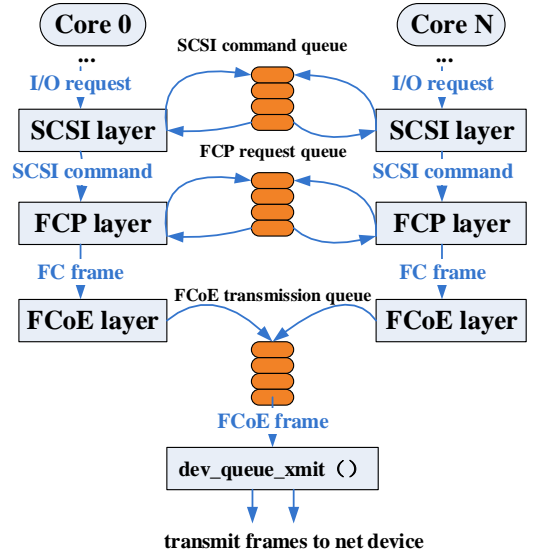 Core 0
Core N
...
SCSI command queue
...
I/O request
I/O request
SCSI layer
SCSI layer
FCP request queue
SCSI command
SCSI command
FCP layer
FCP layer
FC frame
FC frame
FCoE transmission queue
FCoE layer
FCoE layer
FCoE frame
dev_queue_xmit ()
transmit frames to net device